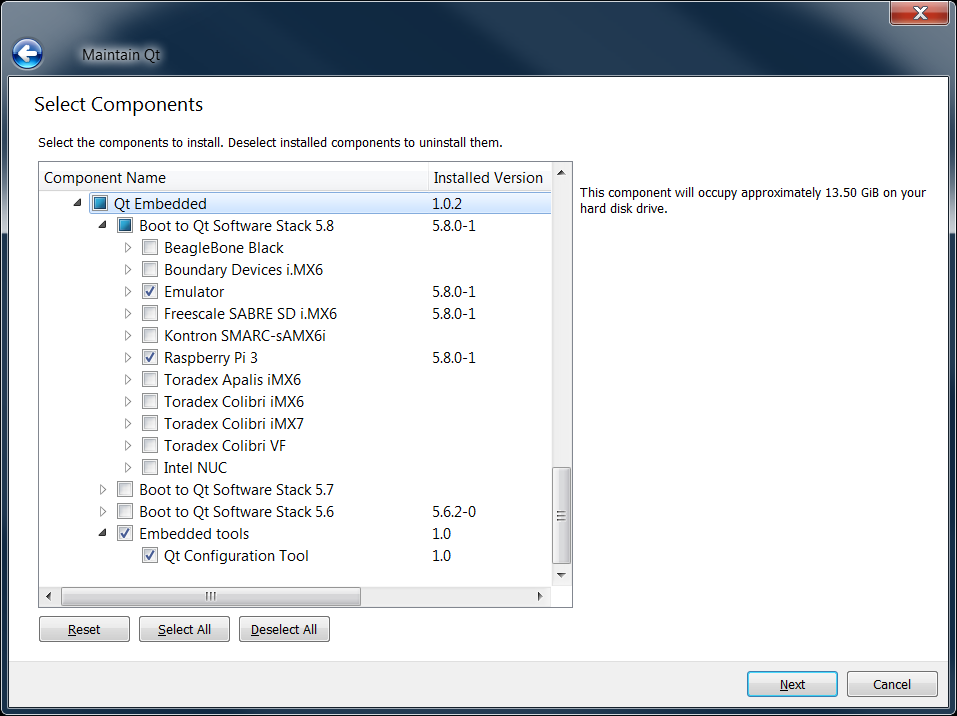 Maintain Qt
Select Components
Select the components to install. Deselect installed components to uninstall them.
Component Name Installed Version
Qt Embedded 1.0.2
Boot to Qt Software Stack 5.8 5.8.0-1
BeagleBone Black
Boundary Devices i.MX6
Emulator 5.8.0-1
Freescale SABRE SD i.MX6 5.8.0-1
Kontron SMARC-sAMX6i
Raspberry Pi 3 5.8.0-1
Toradex Apalis iMX6
Toradex Colibri iMX6
Toradex Colibri iMX7
Toradex Colibri VF
Intel NUC
Boot to Qt Software Stack 5.7
Boot to Qt Software Stack 5.6 5.6.2-0
Embedded tools 1.0
Qt Configuration Tool 1.0
This component will occupy approximately 13.50 GiB on your
hard disk drive.
Reset Select All Deselect All
Next Cancel